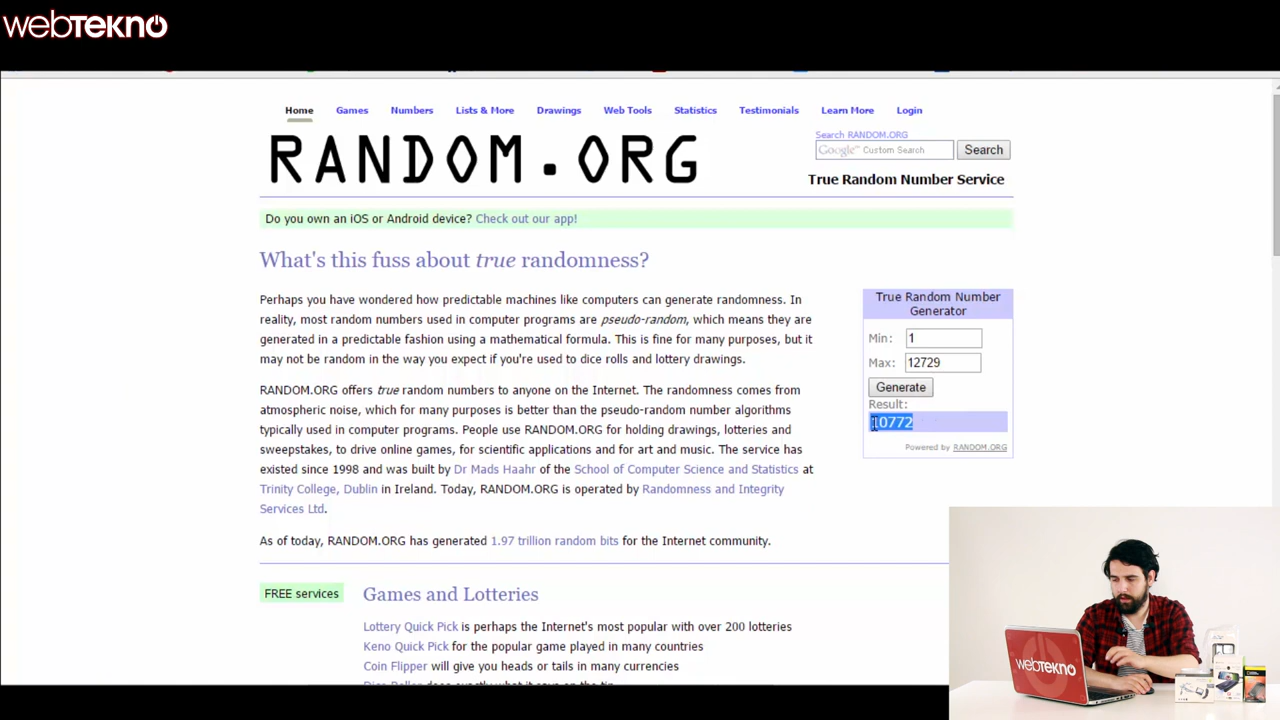 webTEKNO
Home Games Numbers Lists & More Drawings Web Tools Statistics Testimonials Learn More Login
RANDOM.ORG
Search RANDOM.ORG
Google™ Custom Search Search
True Random Number Service
Do you own an iOS or Android device? Check out our app!
What's this fuss about true randomness?
Perhaps you have wondered how predictable machines like computers can generate randomness. In
reality, most random numbers used in computer programs are pseudo-random, which means they are
generated in a predictable fashion using a mathematical formula. This is fine for many purposes, but it
may not be random in the way you expect if you're used to dice rolls and lottery drawings.
RANDOM.ORG offers true random numbers to anyone on the Internet. The randomness comes from
atmospheric noise, which for many purposes is better than the pseudo-random number algorithms
typically used in computer programs. People use RANDOM.ORG for holding drawings, lotteries and
sweepstakes, to drive online games, for scientific applications and for art and music. The service has
existed since 1998 and was built by Dr Mads Haahr of the School of Computer Science and Statistics at
Trinity College, Dublin in Ireland. Today, RANDOM.ORG is operated by Randomness and Integrity
Services Ltd.
As of today, RANDOM.ORG has generated 1.97 trillion random bits for the Internet community.
True Random Number
Generator
Min: 1
Max: 12729
Generate
Result:
10772
Powered by RANDOM.ORG
FREE services
Games and Lotteries
Lottery Quick Pick is perhaps the Internet's most popular with over 200 lotteries
Keno Quick Pick for the popular game played in many countries
Coin Flipper will give you heads or tails in many currencies
webTEKNO